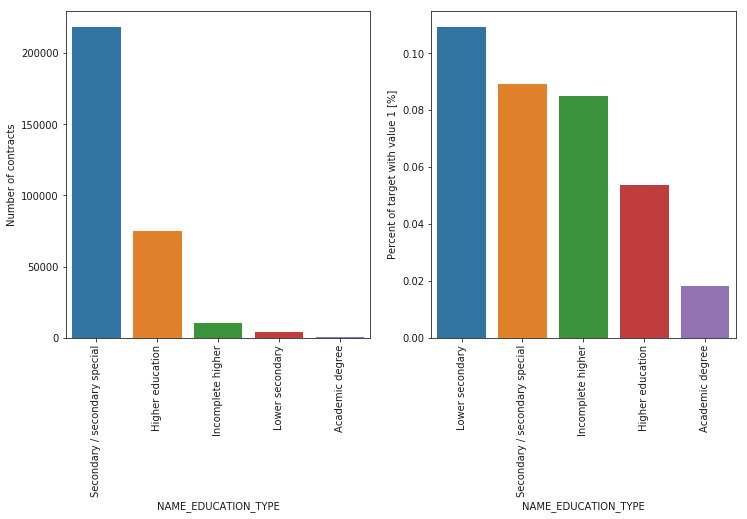 Number of contracts
200000
150000
100000
50000
0
Secondary / secondary special
Higher education
Incomplete higher
Lower secondary
Academic degree
NAME_EDUCATION_TYPE
Percent of target with value 1 [%]
0.10
0.08
0.06
0.04
0.02
0.00
Lower secondary
Secondary / secondary special
Incomplete higher
Higher education
Academic degree
NAME_EDUCATION_TYPE